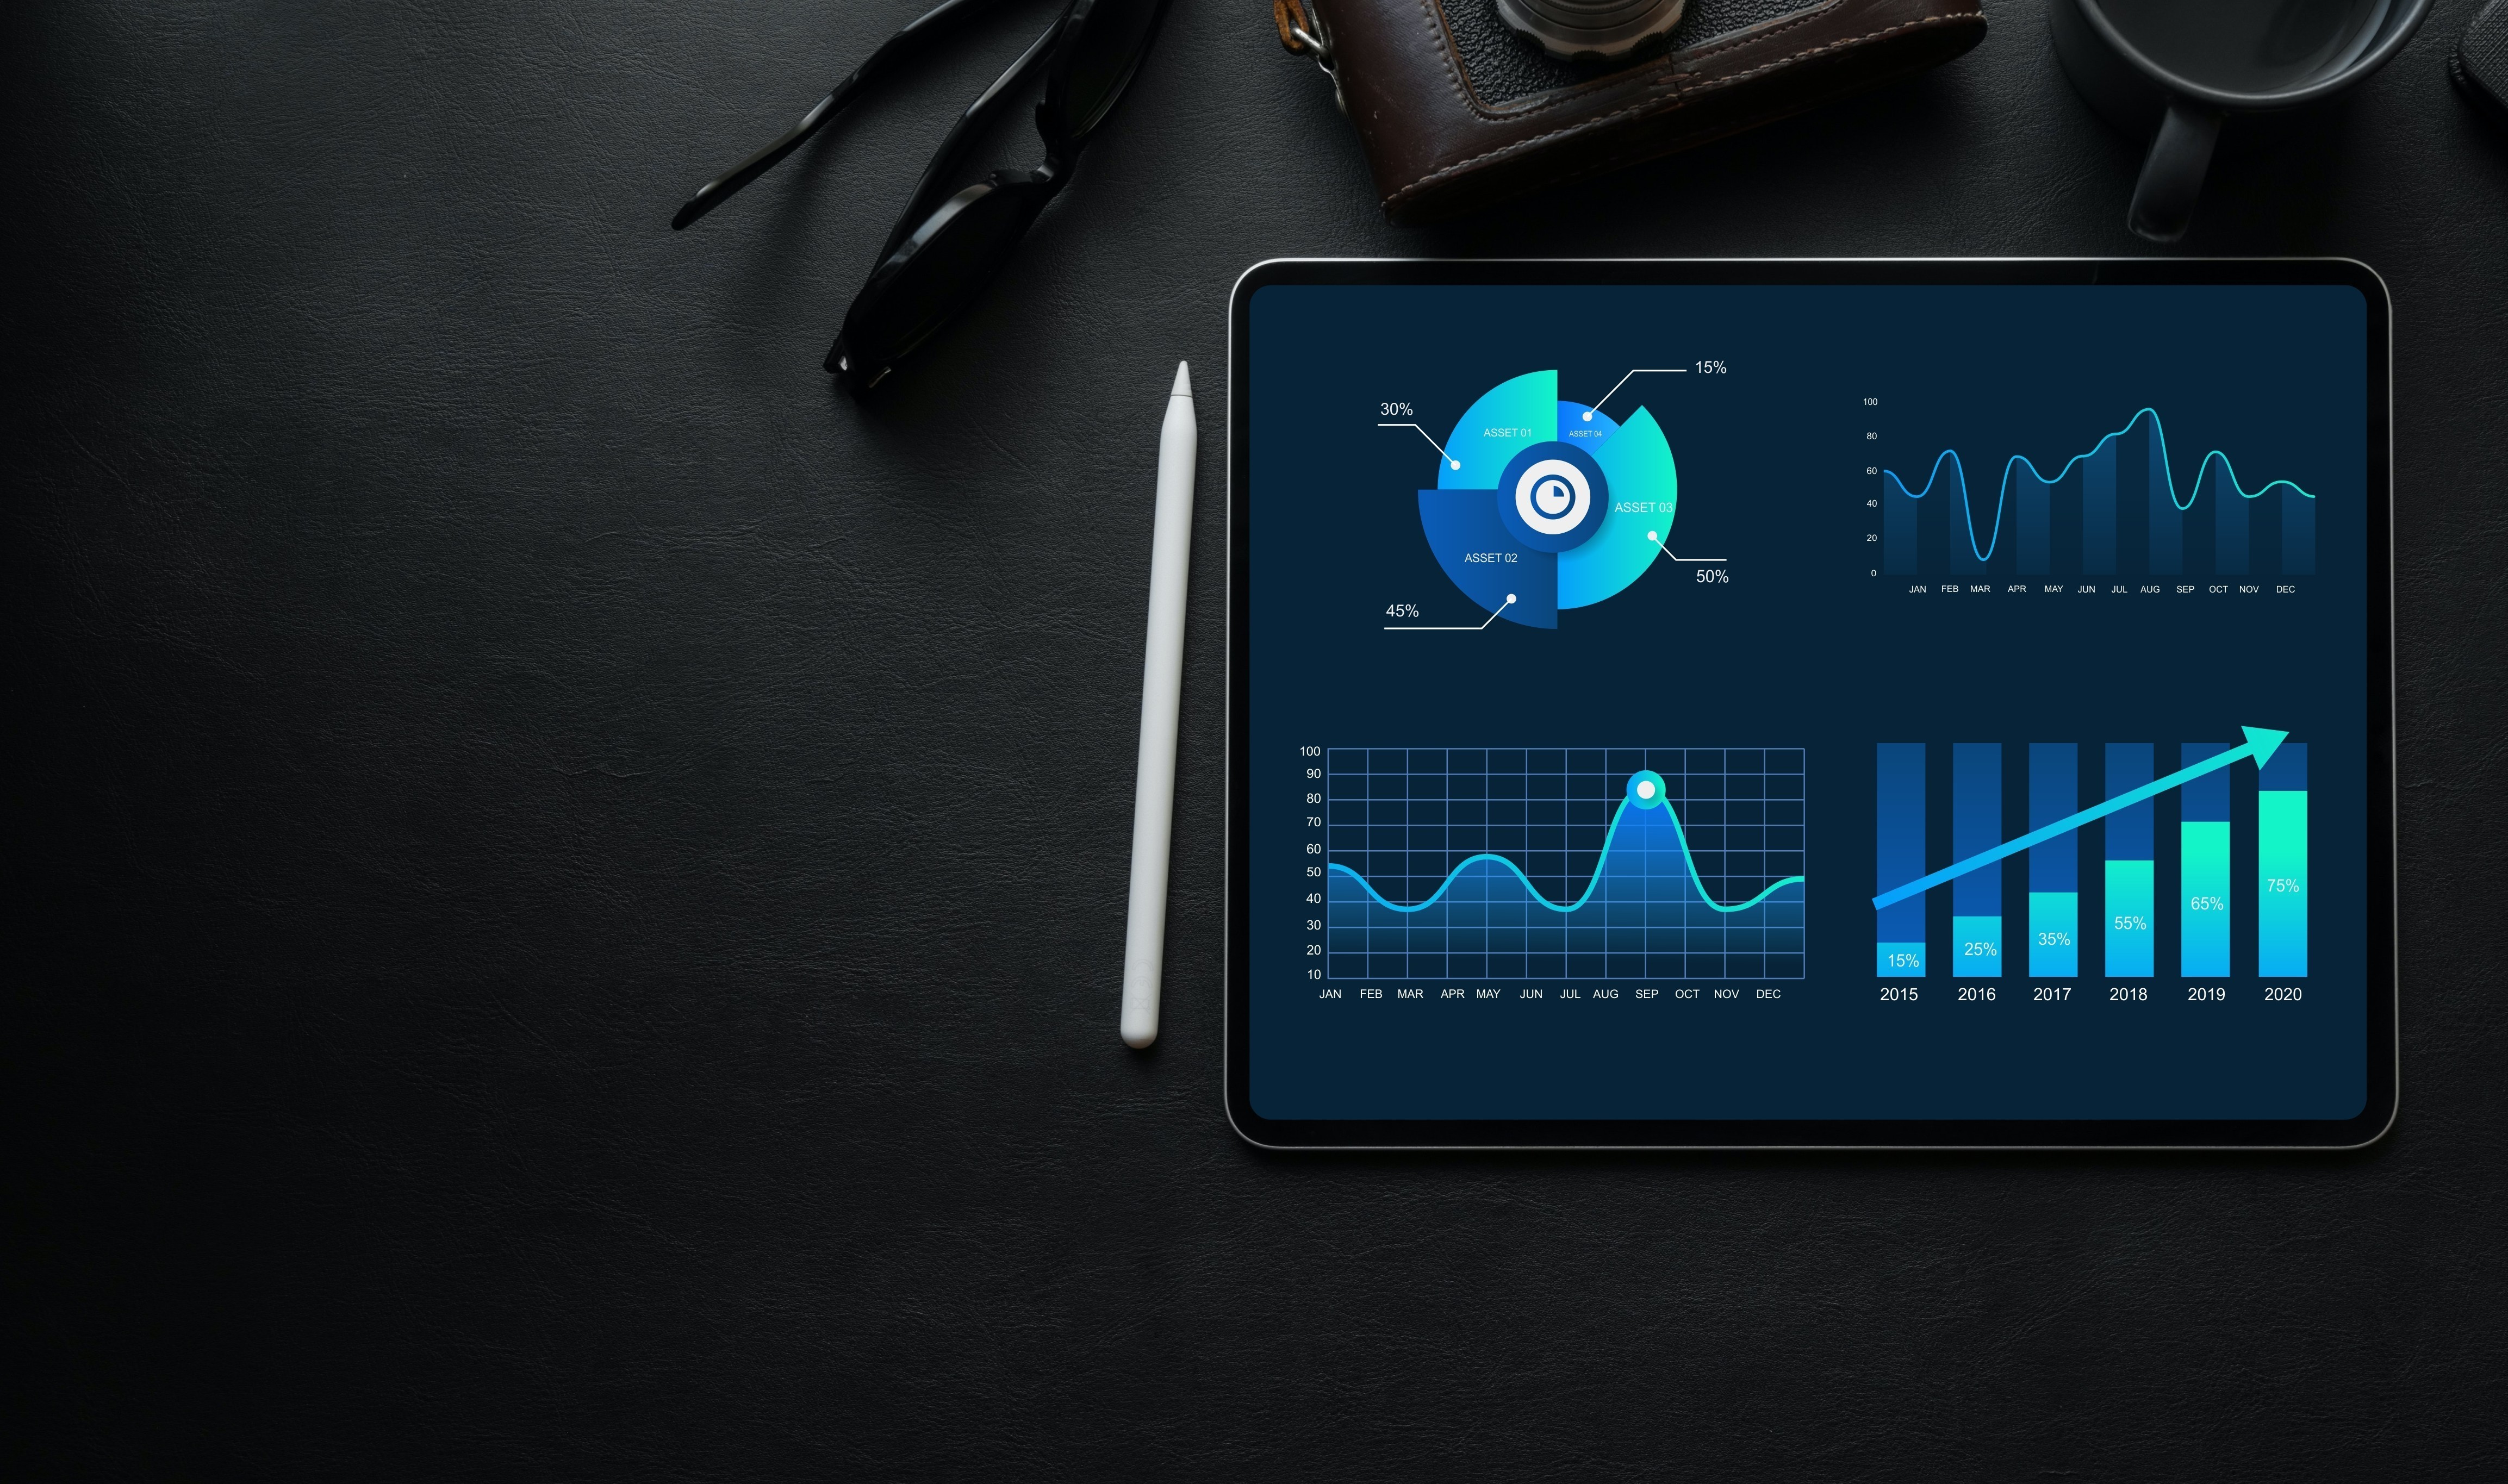 15%
30%
ASSET 01
ASSET 04
ASSET 03
ASSET 02
50%
45%
100
80
60
40
20
0
JAN FEB MAR APR MAY JUN JUL AUG SEP OCT NOV DEC
100
90
80
70
60
50
40
30
20
10
JAN FEB MAR APR MAY JUN JUL AUG SEP OCT NOV DEC
15% 25% 35% 55% 65% 75%
2015 2016 2017 2018 2019 2020